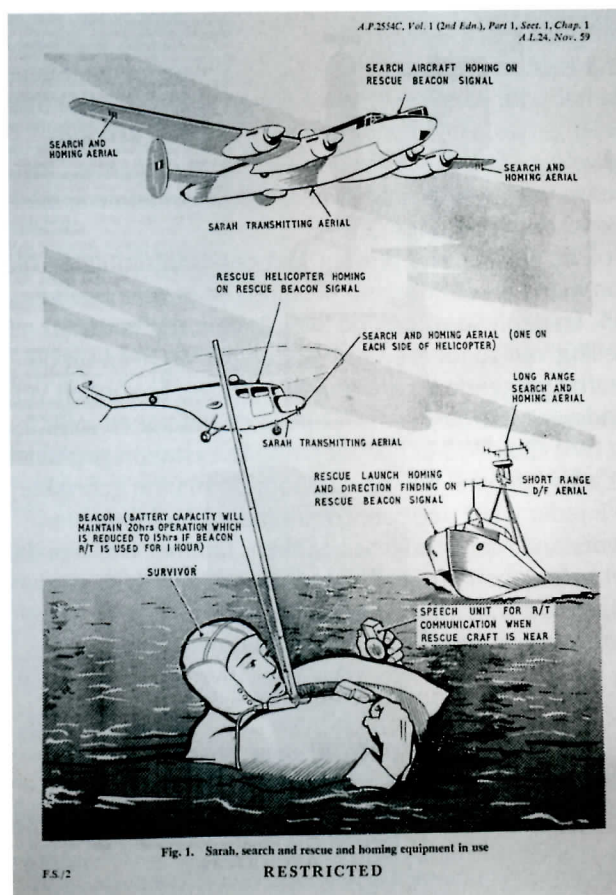 A.P.2554C, Vol. 1 (2nd Edn.), Part 1, Sect. 1, Chap. 1
A.L.24, Nov. 59
SEARCH AIRCRAFT HOMING ON
RESCUE BEACON SIGNAL
SEARCH AND
HOMING AERIAL
SEARCH AND
HOMING AERIAL
SARAH TRANSMITTING AERIAL
RESCUE HELICOPTER HOMING
ON RESCUE BEACON SIGNAL
SEARCH AND HOMING AERIAL (ONE ON
EACH SIDE OF HELICOPTER)
LONG RANGE
SEARCH AND
HOMING AERIAL
SARAH TRANSMITTING AERIAL
RESCUE LAUNCH HOMING
AND DIRECTION FINDING ON
RESCUE BEACON SIGNAL
SHORT RANGE
D/F AERIAL
BEACON (BATTERY CAPACITY WILL
MAINTAIN 20hrs OPERATION WHICH
IS REDUCED TO 15hrs IF BEACON
R/T IS USED FOR 1 HOUR)
SURVIVOR
SPEECH UNIT FOR R/T
COMMUNICATION WHEN
RESCUE CRAFT IS NEAR
Fig. 1. Sarah, search and rescue and homing equipment in use
F.S./2
RESTRICTED